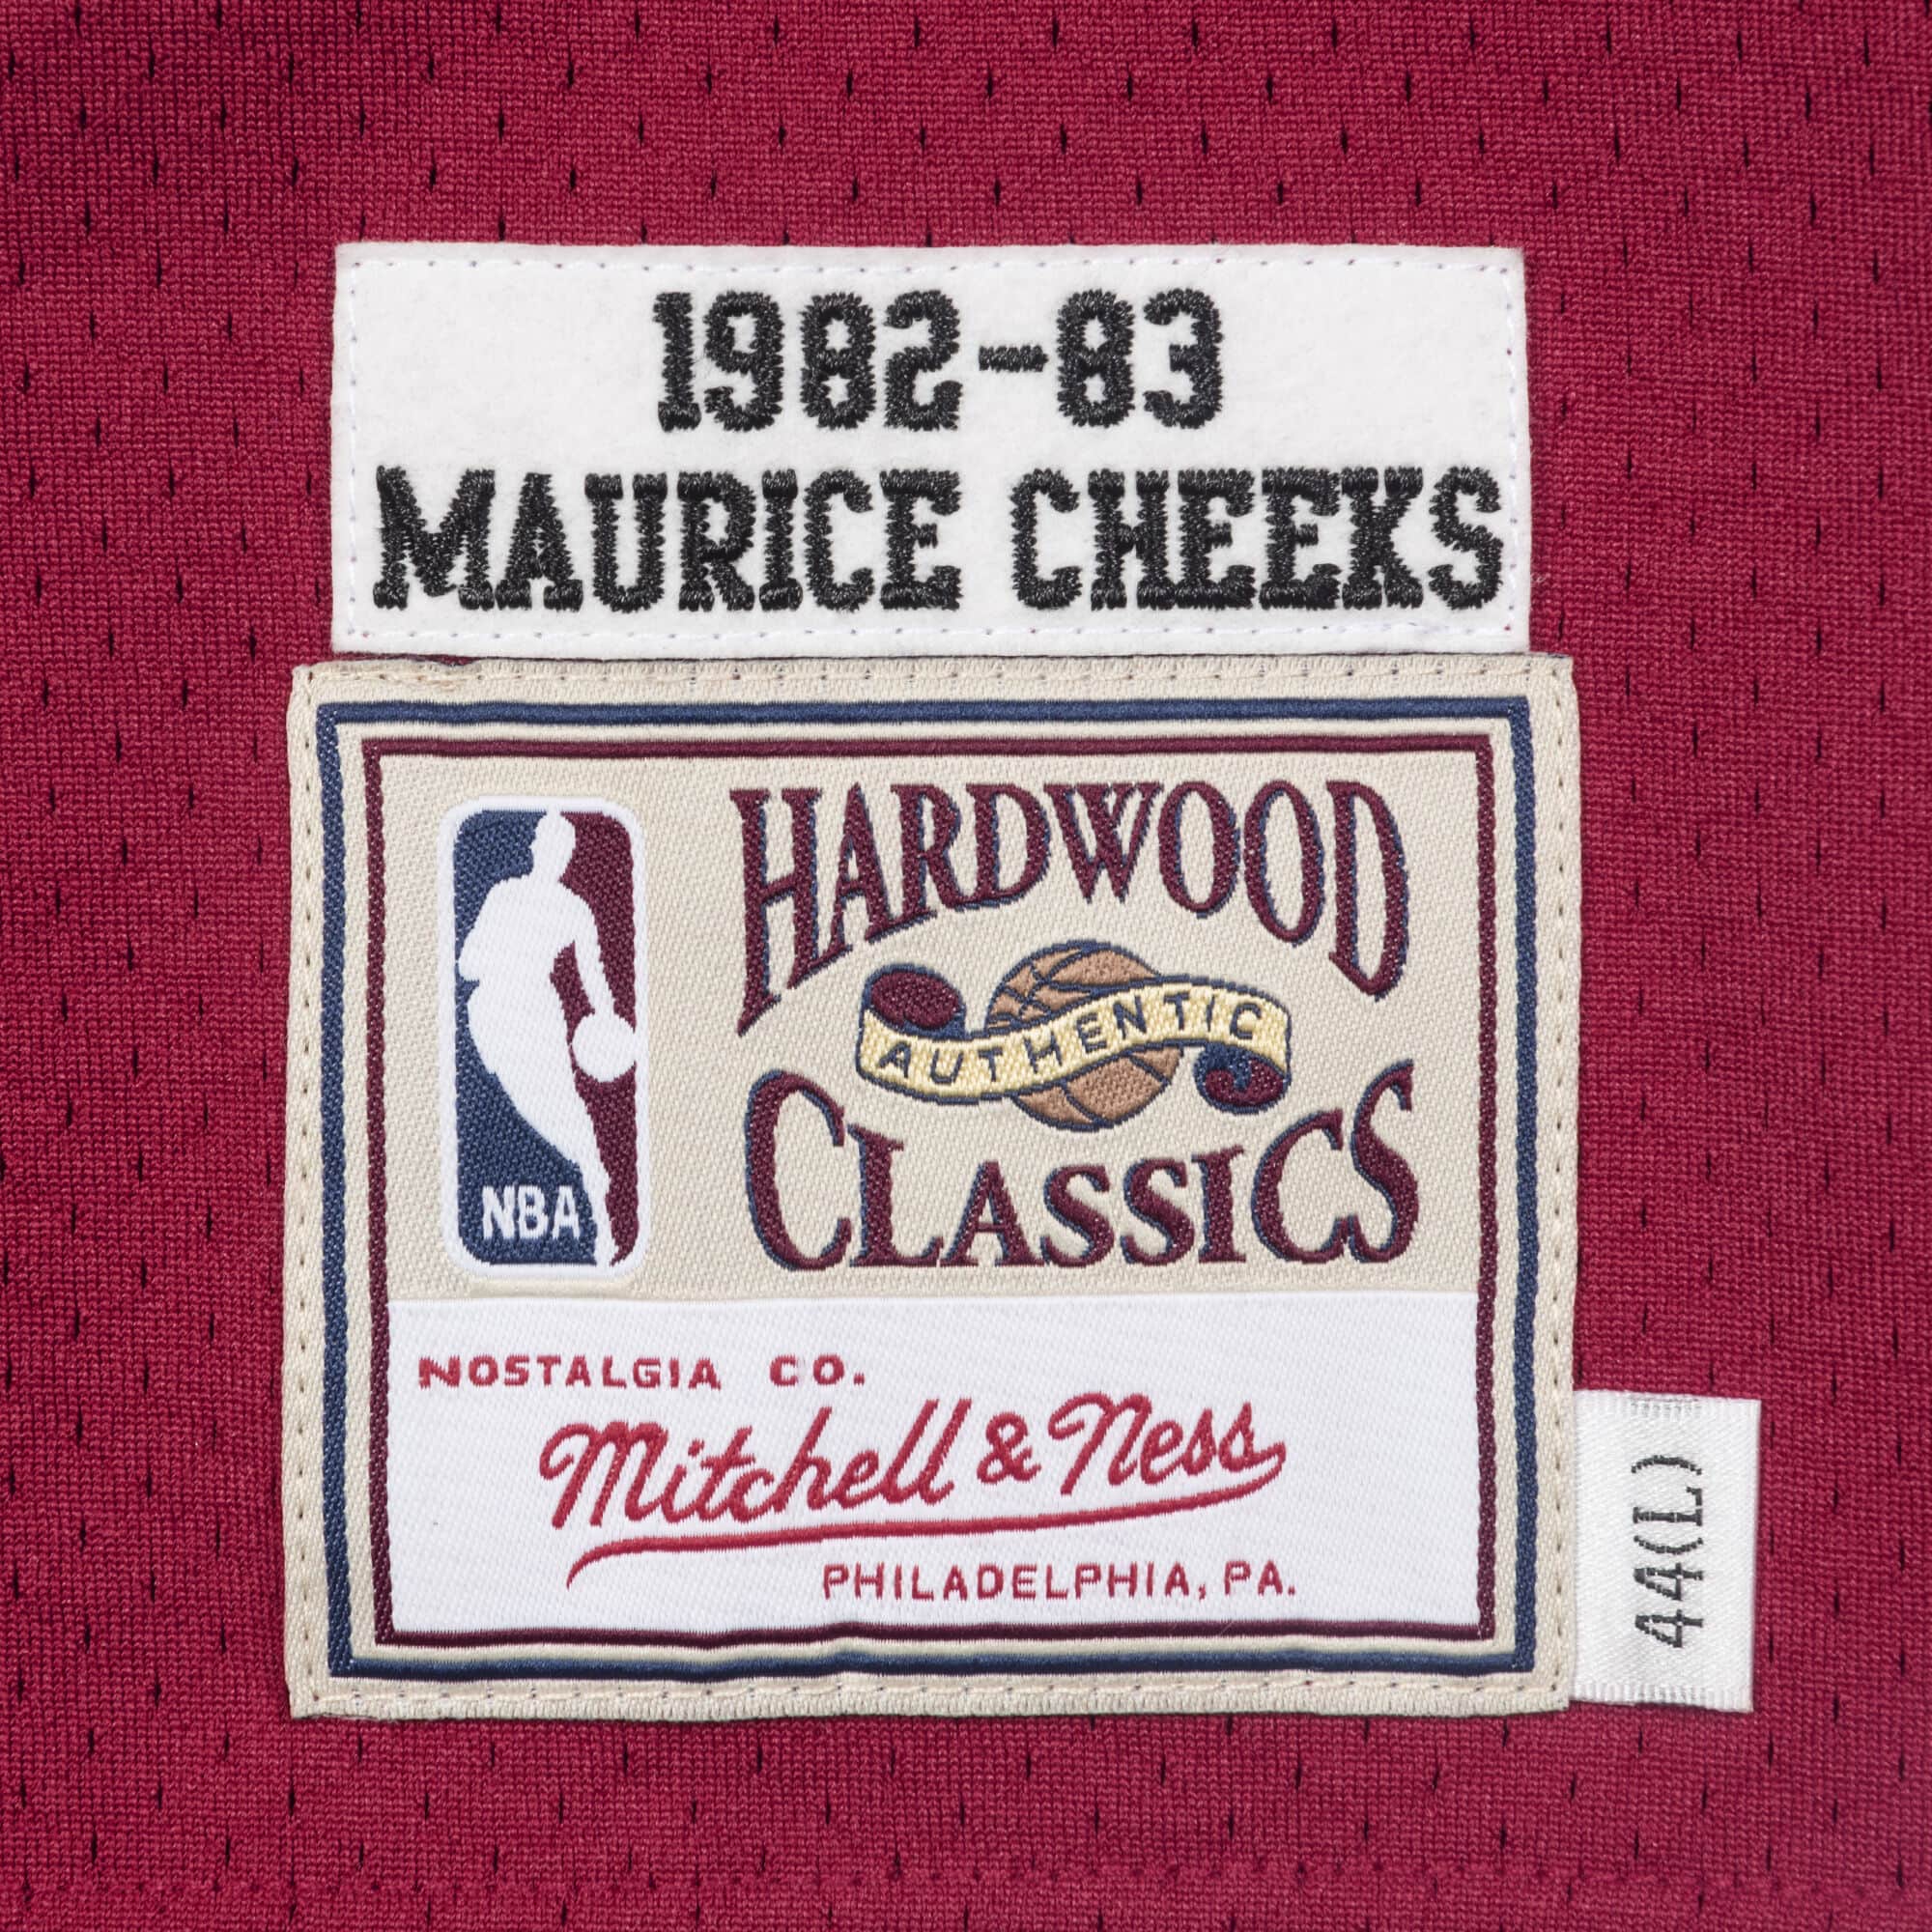 1982-83
MAURICE CHEEKS
HARDWOOD
AUTHENTIC
CLASSICS
NBA
NOSTALGIA CO.
Mitchell & Ness
PHILADELPHIA, PA.
44(L)